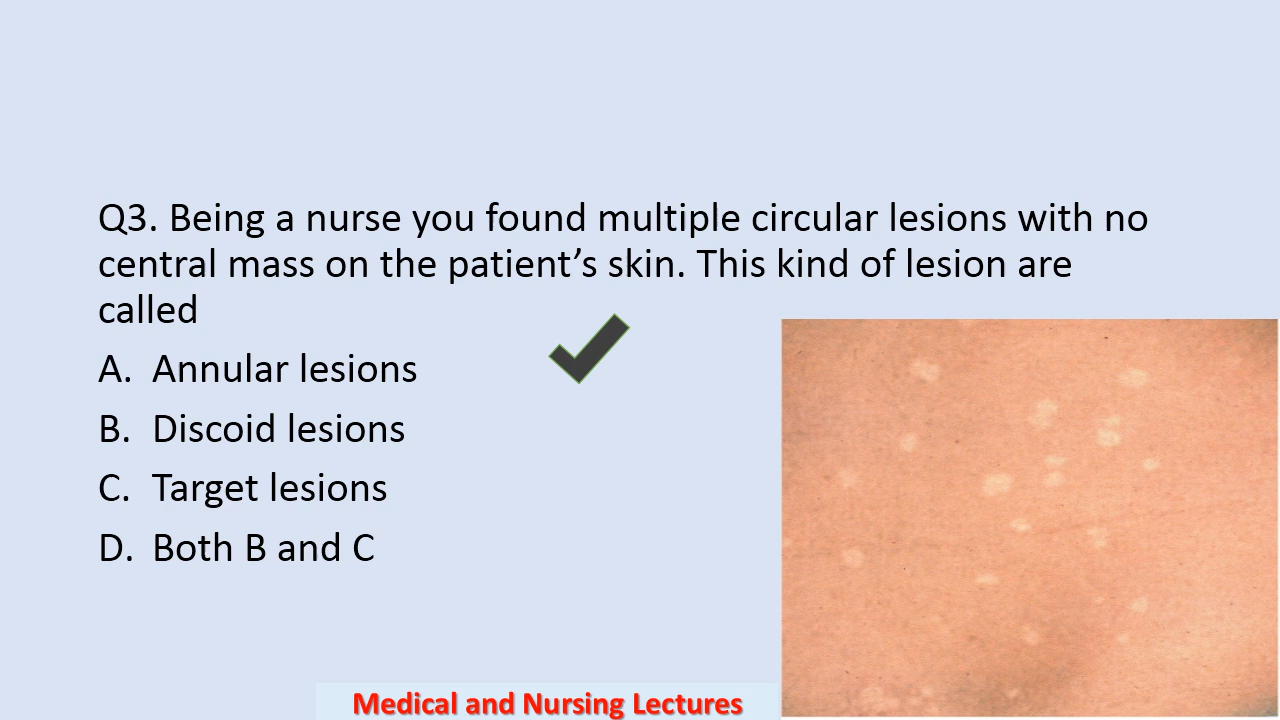 Q3. Being a nurse you found multiple circular lesions with no
central mass on the patient’s skin. This kind of lesion are
called
A. Annular lesions
B. Discoid lesions
C. Target lesions
D. Both B and C
Medical and Nursing Lectures